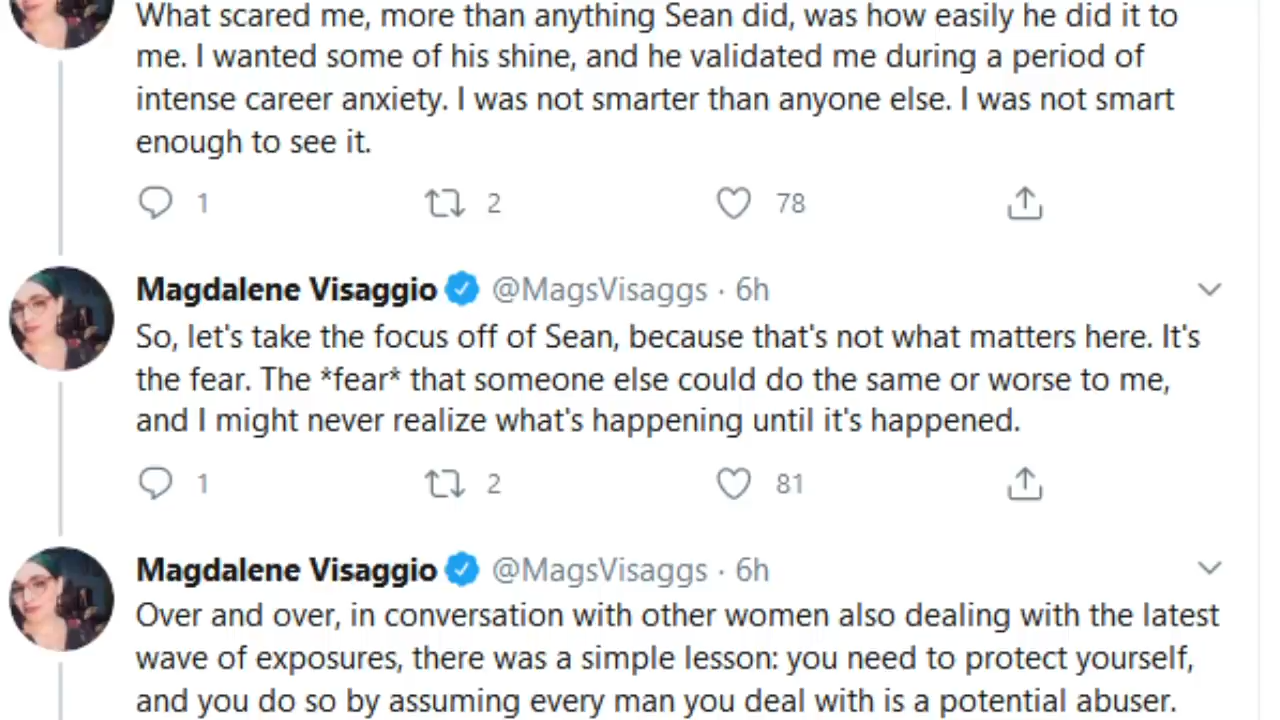 What scared me, more than anything Sean did, was how easily he did it to
me. I wanted some of his shine, and he validated me during a period of
intense career anxiety. I was not smarter than anyone else. I was not smart
enough to see it.
1 2 78
Magdalene Visaggio @MagsVisaggs · 6h
So, let's take the focus off of Sean, because that's not what matters here. It's
the fear. The *fear* that someone else could do the same or worse to me,
and I might never realize what's happening until it's happened.
1 2 81
Magdalene Visaggio @MagsVisaggs · 6h
Over and over, in conversation with other women also dealing with the latest
wave of exposures, there was a simple lesson: you need to protect yourself,
and you do so by assuming every man you deal with is a potential abuser.